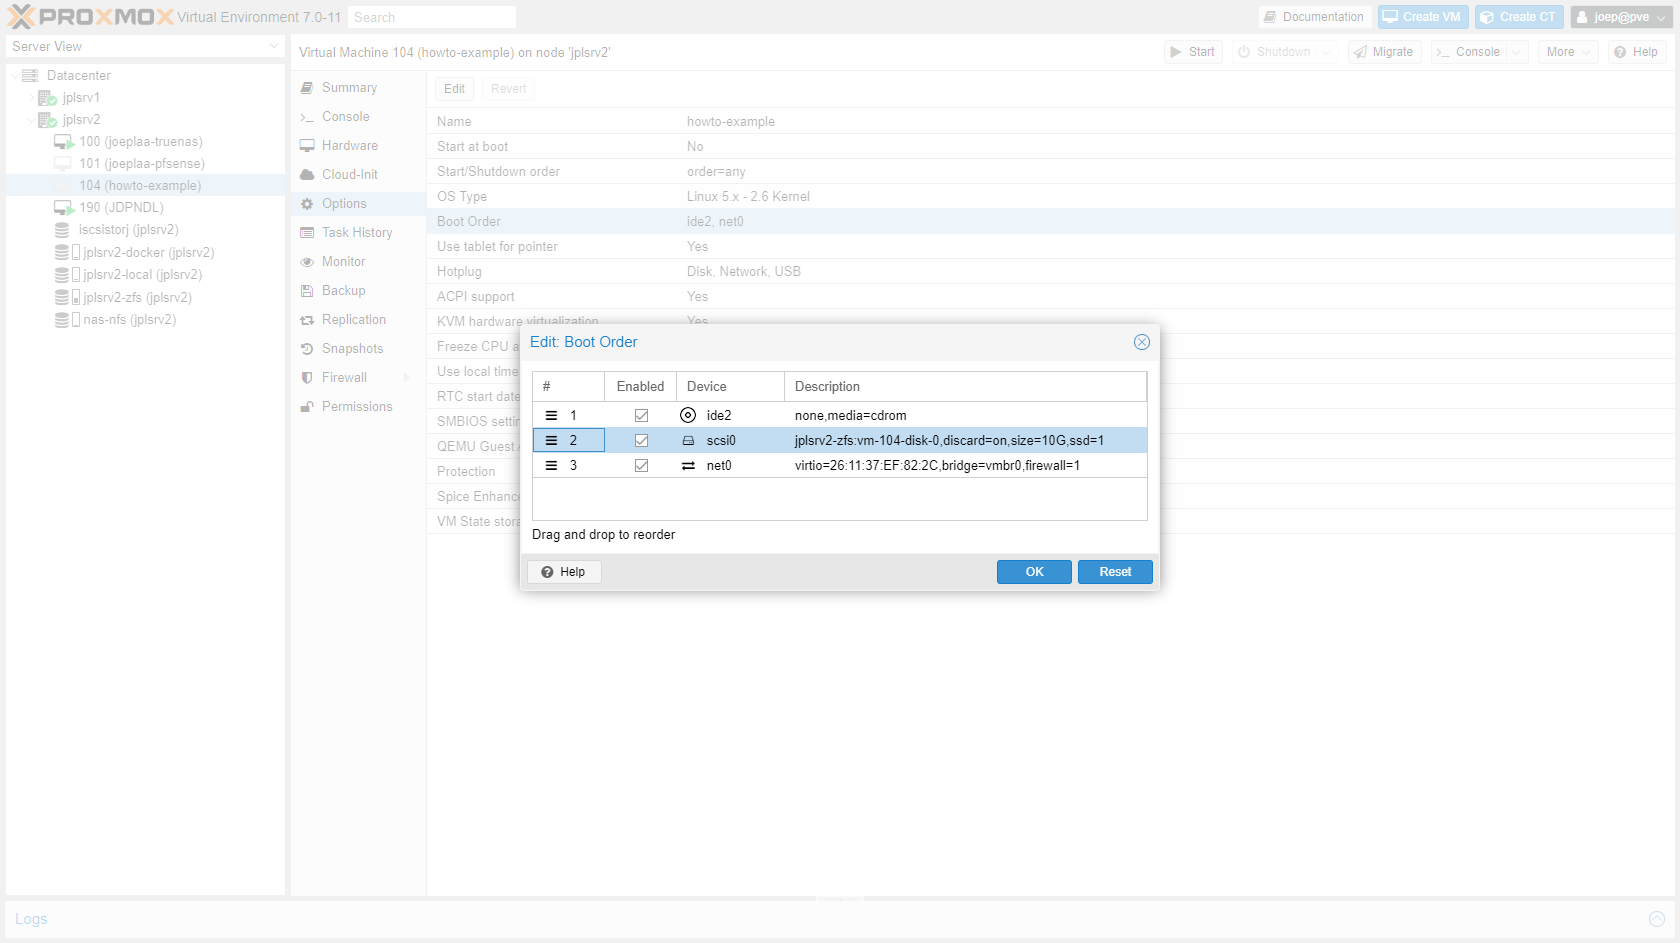 PROXMOX Virtual Environment 7.0-11 Search Documentation Create VM Create CT joep@pve
Server View
Datacenter
jplsrv1
jplsrv2
100 (joeplaa-truenas)
101 (joeplaa-pfsense)
104 (howto-example)
190 (JDPNDL)
iscsistorj (jplsrv2)
jplsrv2-docker (jplsrv2)
jplsrv2-local (jplsrv2)
jplsrv2-zfs (jplsrv2)
nas-nfs (jplsrv2)
Virtual Machine 104 (howto-example) on node 'jplsrv2' Start Shutdown Migrate Console More Help
Summary
Console
Hardware
Cloud-Init
Options
Task History
Monitor
Backup
Replication
Snapshots
Firewall
Permissions
Edit Revert
Name howto-example
Start at boot No
Start/Shutdown order order=any
OS Type Linux 5.x - 2.6 Kernel
Boot Order ide2, net0
Use tablet for pointer Yes
Hotplug Disk, Network, USB
ACPI support Yes
KVM hardware virtualization Yes
Freeze CPU a
Use local time
RTC start date
SMBIOS settin
QEMU Guest
Protection
Spice Enhance
VM State stora
Edit: Boot Order
# Enabled Device Description
1 ide2 none,media=cdrom
2 scsi0 jplsrv2-zfs:vm-104-disk-0,discard=on,size=10G,ssd=1
3 net0 virtio=26:11:37:EF:82:2C,bridge=vmbr0,firewall=1
Drag and drop to reorder
Help OK Reset
Logs